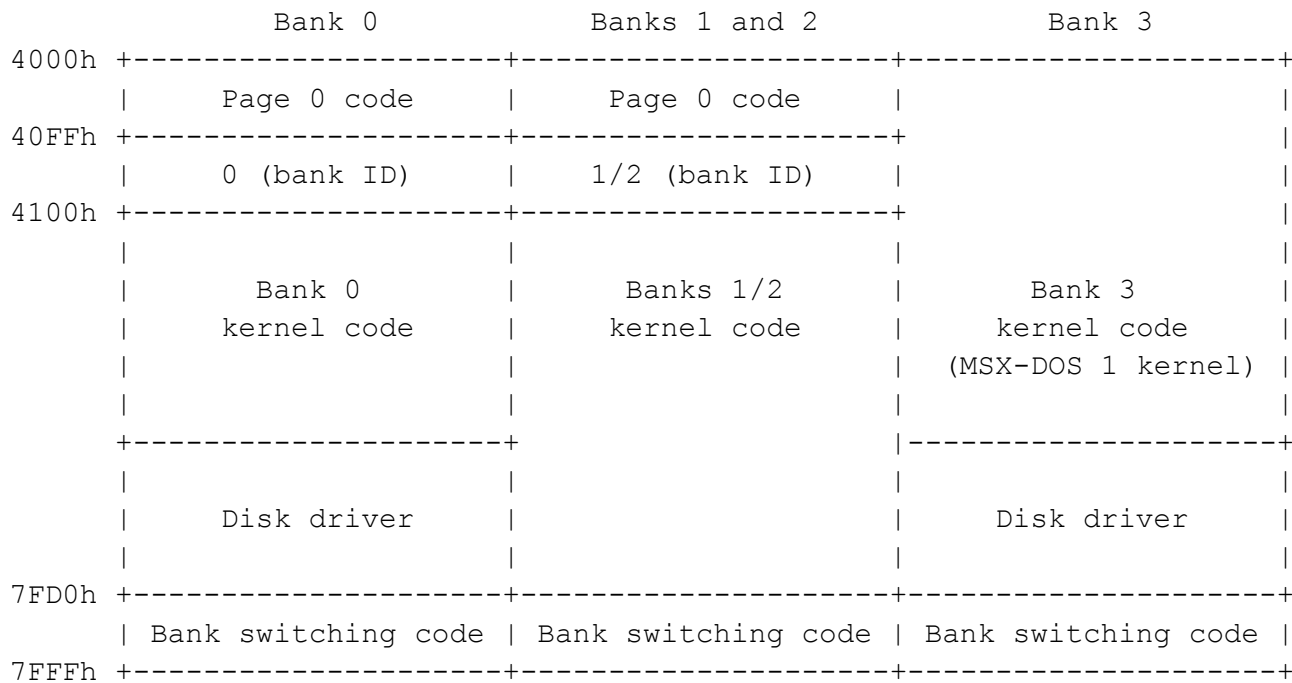 Bank 0 Banks 1 and 2 Bank 3
4000h +---------------------+---------------------+---------------------+
| Page 0 code | Page 0 code | |
40FFh +---------------------+---------------------+ |
| 0 (bank ID) | 1/2 (bank ID) | |
4100h +---------------------+---------------------+ |
| | | |
| Bank 0 | Banks 1/2 | Bank 3 |
| kernel code | kernel code | kernel code |
| | | (MSX-DOS 1 kernel) |
| | | |
+---------------------+ |---------------------+
| | | |
| Disk driver | | Disk driver |
| | | |
7FD0h +---------------------+---------------------+---------------------+
| Bank switching code | Bank switching code | Bank switching code |
7FFFh +---------------------+---------------------+---------------------+